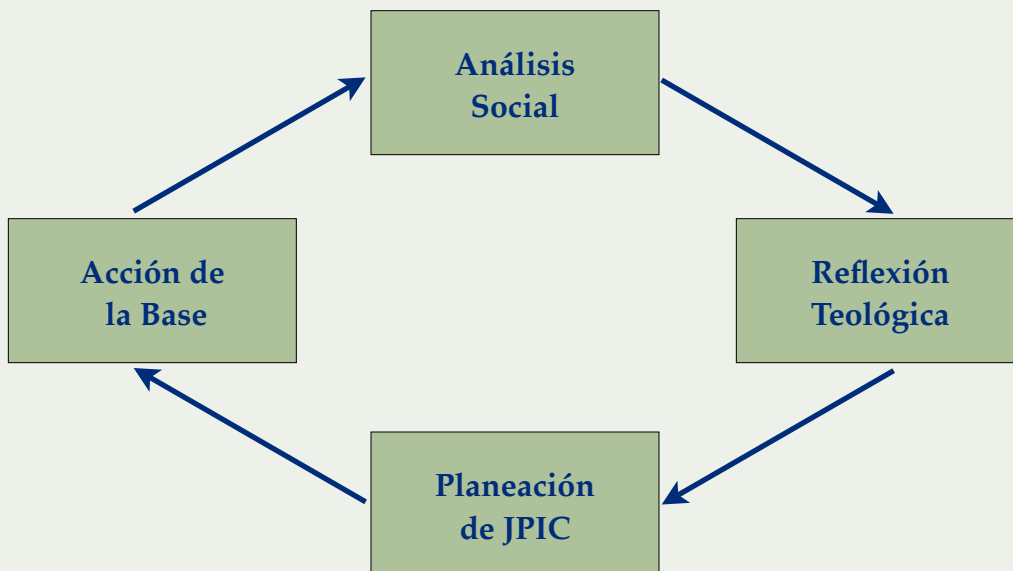 Análisis
Social
Acción de
la Base
Reflexión
Teológica
Planeación
de JPIC